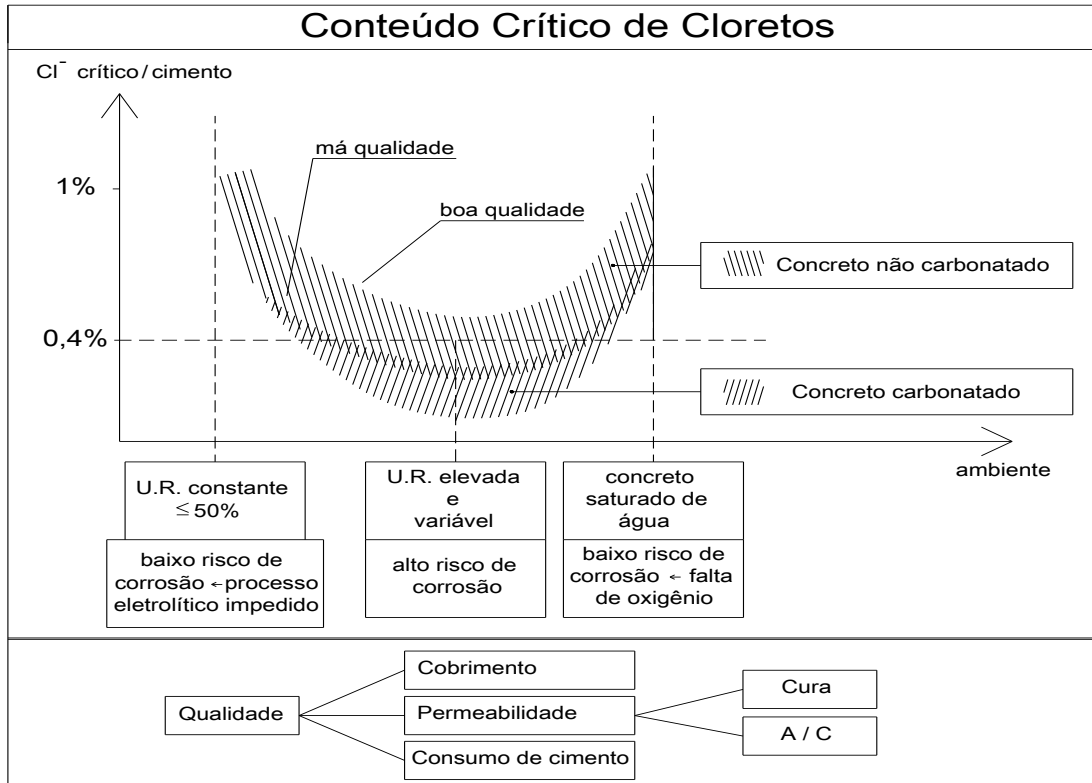 Conteúdo Crítico de Cloretos
Cl⁻ crítico/cimento
má qualidade
1%
boa qualidade
Concreto não carbonatado
0,4%
Concreto carbonatado
ambiente
U.R. constante
≤50%
baixo risco de
corrosão ←processo
eletrolítico impedido
U.R. elevada
e
variável
alto risco de
corrosão
concreto
saturado de
água
baixo risco de
corrosão ← falta
de oxigênio
Qualidade
Cobrimento
Permeabilidade
Consumo de cimento
Cura
A / C